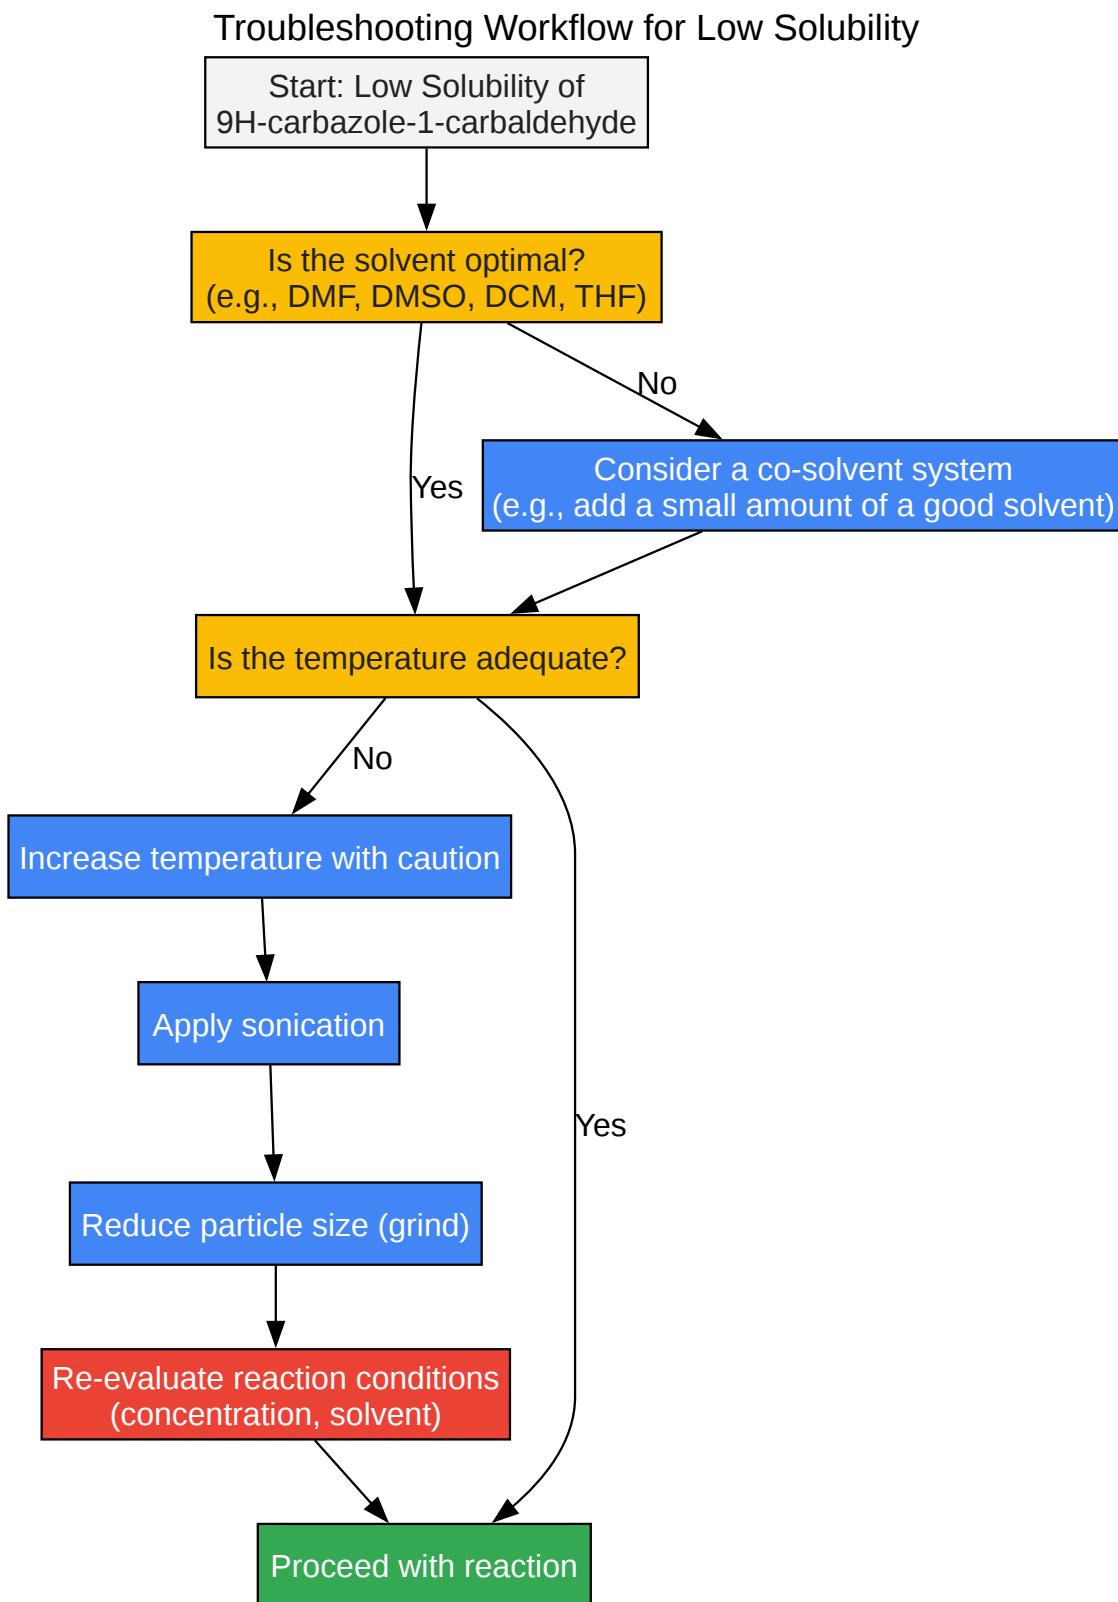 Troubleshooting Workflow for Low Solubility
Start: Low Solubility of
9H-carbazole-1-carbaldehyde
Is the solvent optimal?
(e.g., DMF, DMSO, DCM, THF)
No
Consider a co-solvent system
(e.g., add a small amount of a good solvent)
Yes
Is the temperature adequate?
No
Increase temperature with caution
Apply sonication
Yes
Reduce particle size (grind)
Re-evaluate reaction conditions
(concentration, solvent)
Proceed with reaction